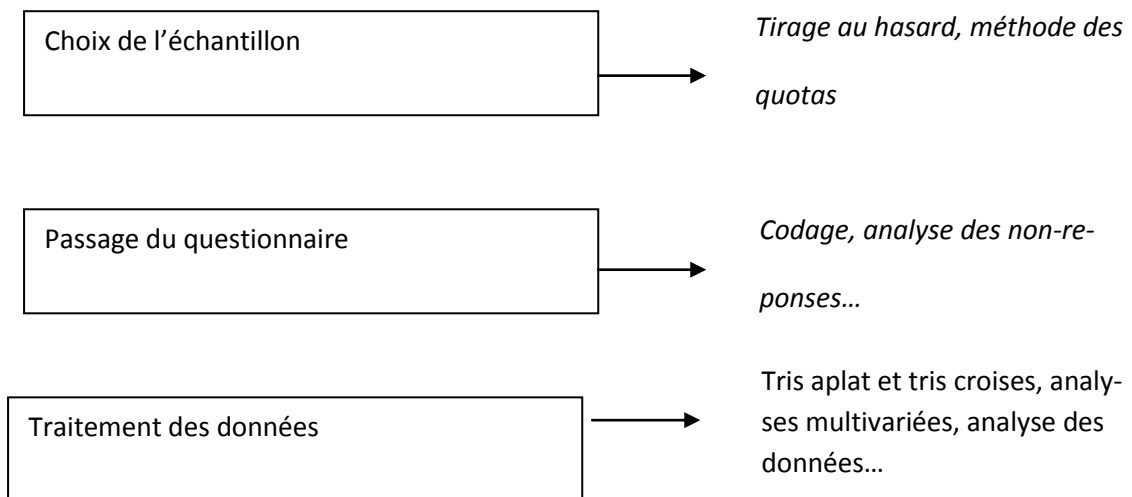 Choix de l’échantillon
Tirage au hasard, méthode des
quotas
Passage du questionnaire
Codage, analyse des non-re-
ponses…
Traitement des données
Tris aplat et tris croises, analy-
ses multivariées, analyse des
données…